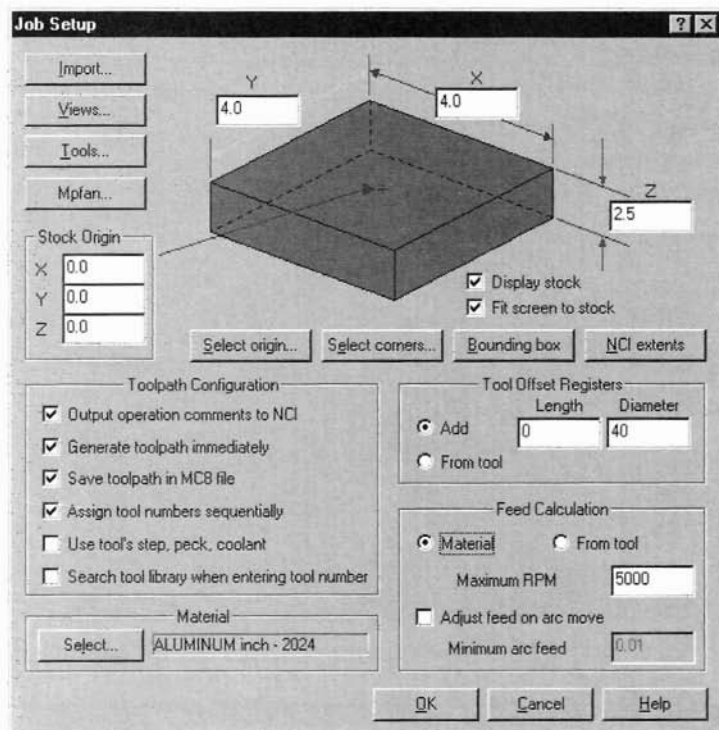 Job Setup
? X
Import...
Views...
Tools...
Mpfan...
Y
4.0
X
4.0
Z
2.5
Stock Origin
X 0.0
Y 0.0
Z 0.0
Display stock
Fit screen to stock
Select origin...
Select corners...
Bounding box
NCI extents
Toolpath Configuration
Output operation comments to NCI
Generate toolpath immediately
Save toolpath in MC8 file
Assign tool numbers sequentially
Use tool's step, peck, coolant
Search tool library when entering tool number
Tool Offset Registers
Length Diameter
Add 0 40
From tool
Feed Calculation
Material From tool
Maximum RPM 5000
Adjust feed on arc move
Minimum arc feed 0.01
Material
Select... ALUMINUM inch - 2024
OK
Cancel
Help